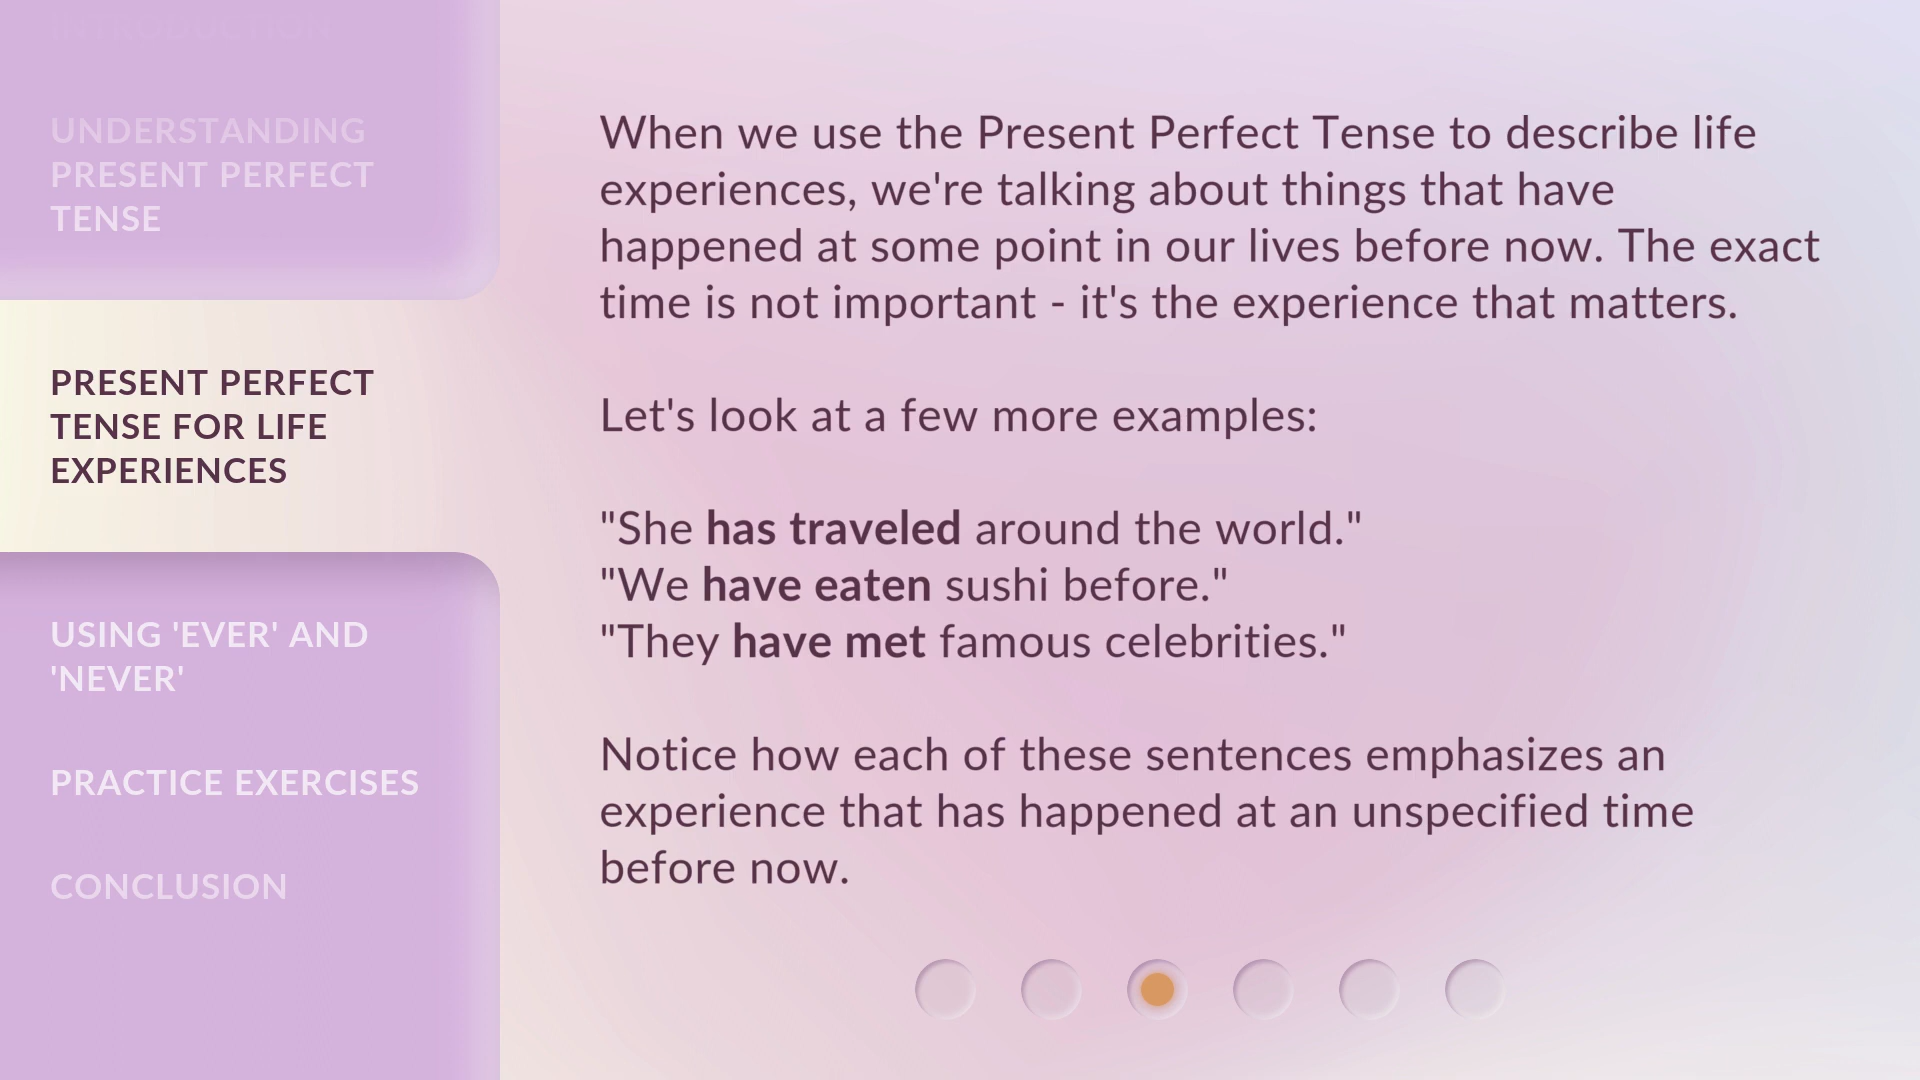 INTRODUCTION
UNDERSTANDING
PRESENT PERFECT
TENSE
PRESENT PERFECT
TENSE FOR LIFE
EXPERIENCES
USING 'EVER' AND
'NEVER'
PRACTICE EXERCISES
CONCLUSION
When we use the Present Perfect Tense to describe life
experiences, we're talking about things that have
happened at some point in our lives before now. The exact
time is not important - it's the experience that matters.
Let's look at a few more examples:
"She has traveled around the world."
"We have eaten sushi before."
"They have met famous celebrities."
Notice how each of these sentences emphasizes an
experience that has happened at an unspecified time
before now.